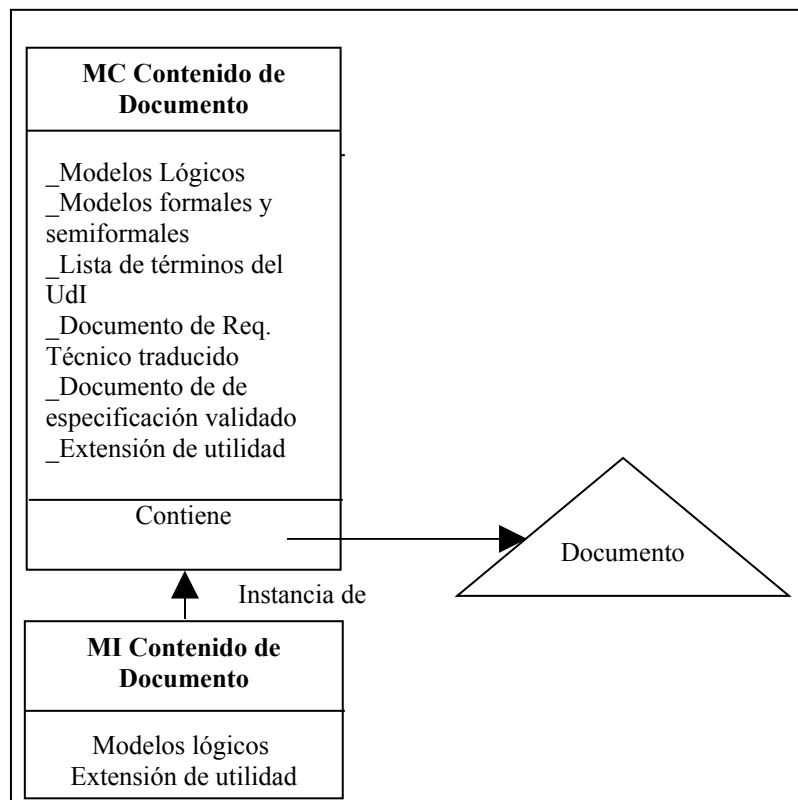 MC Contenido de
Documento
_Modelos Lógicos
_Modelos formales y
semiformales
_Lista de términos del
UdI
_Documento de Req.
Técnico traducido
_Documento de de
especificación validado
_Extensión de utilidad
Contiene
Documento
Instancia de
MI Contenido de
Documento
Modelos lógicos
Extensión de utilidad